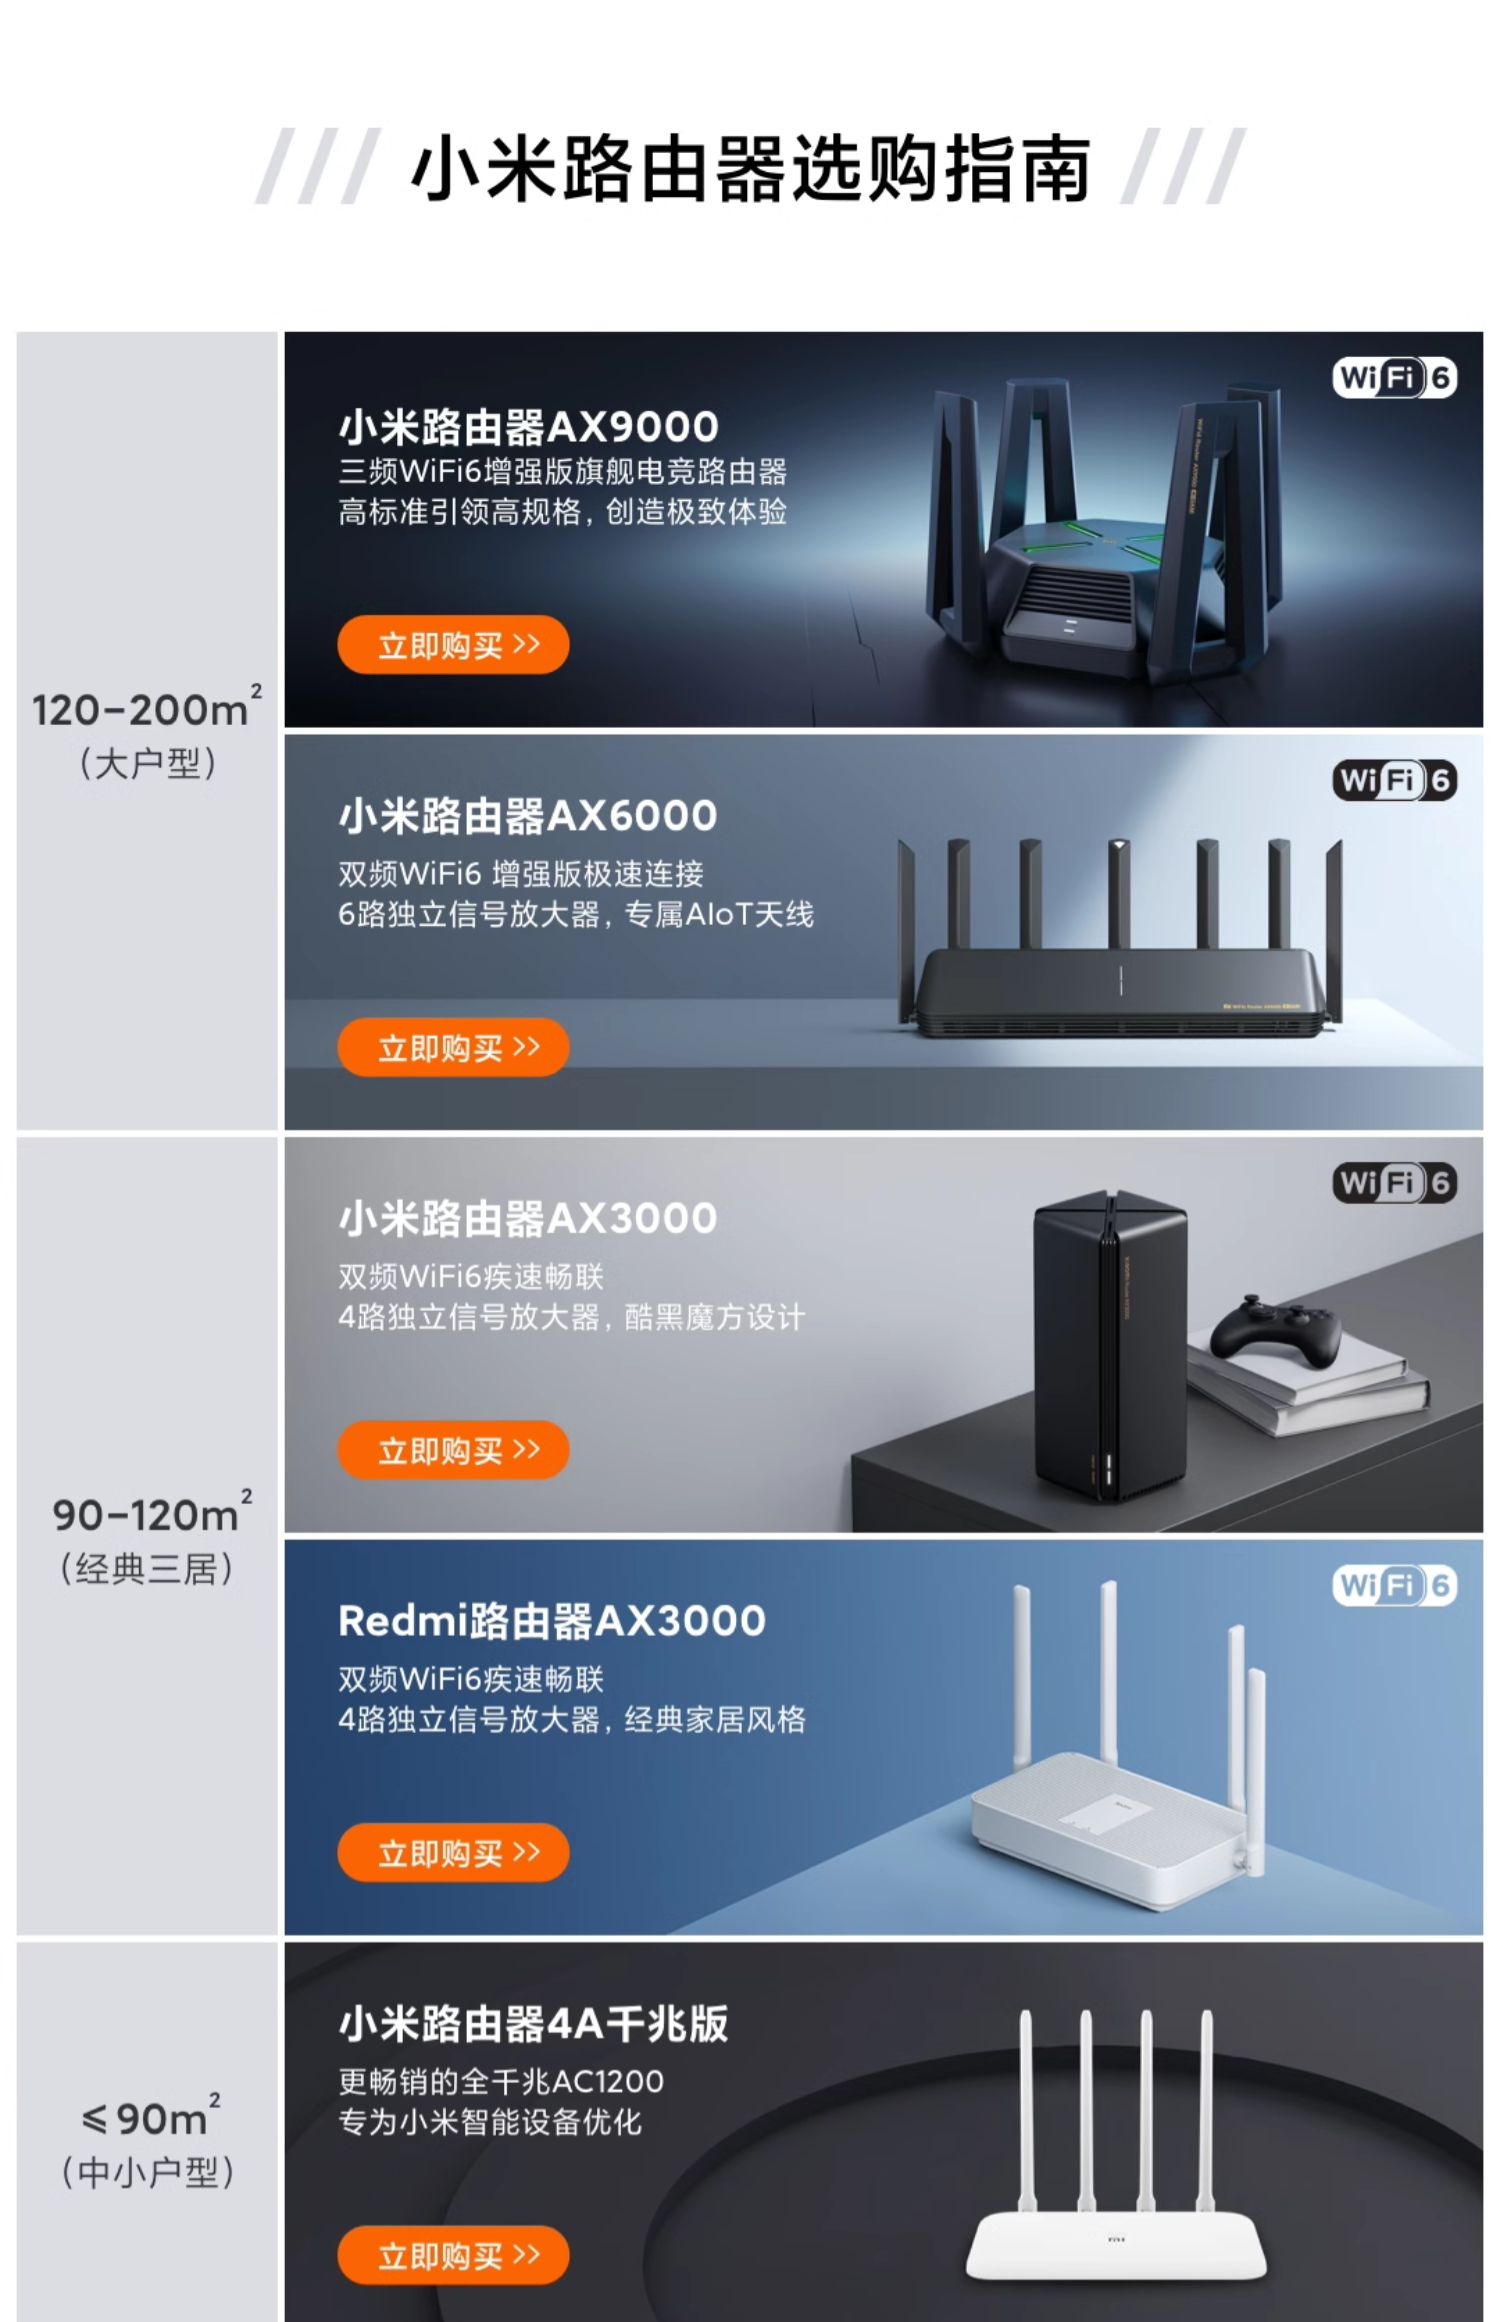 小米路由器选购指南
120-200m²
（大户型）
WiFi 6
小米路由器AX9000
三频WiFi6增强版旗舰电竞路由器
高标准引领高规格，创造极致体验
立即购买 >>
WiFi 6
小米路由器AX6000
双频WiFi6 增强版极速连接
6路独立信号放大器，专属AIoT天线
立即购买 >>
90-120m²
（经典三居）
WiFi 6
小米路由器AX3000
双频WiFi6疾速畅联
4路独立信号放大器，酷黑魔方设计
立即购买 >>
WiFi 6
Redmi路由器AX3000
双频WiFi6疾速畅联
4路独立信号放大器，经典家居风格
立即购买 >>
≤90m²
（中小户型）
小米路由器4A千兆版
更畅销的全千兆AC1200
专为小米智能设备优化
立即购买 >>